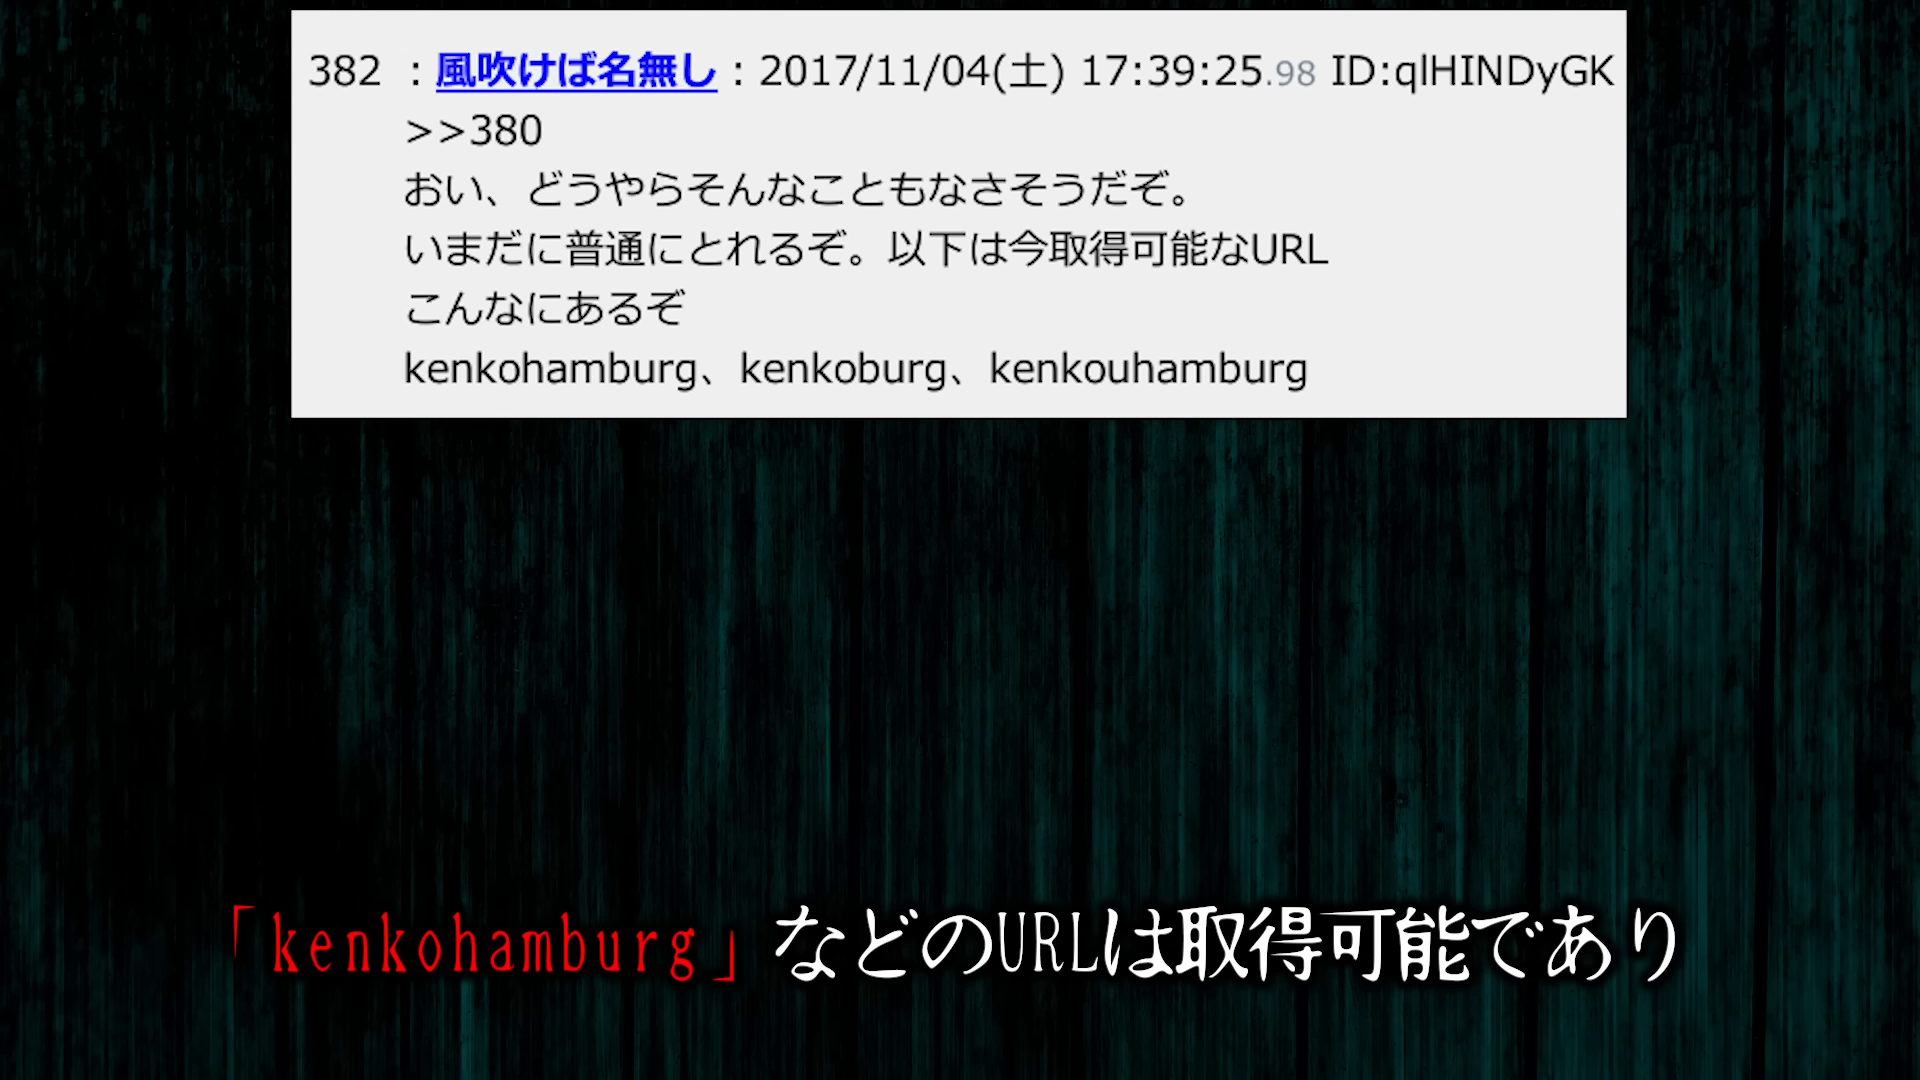 382 ：風吹けば名無し：2017/11/04(土) 17:39:25.98 ID:qlHINDyGK
>>380
おい、どうやらそんなこともなさそうだぞ。
いまだに普通にとれるぞ。以下は今取得可能なURL
こんなにあるぞ
kenkohamburg、kenkoburg、kenkouhamburg
「kenkohamburg」などのURLは取得可能であり